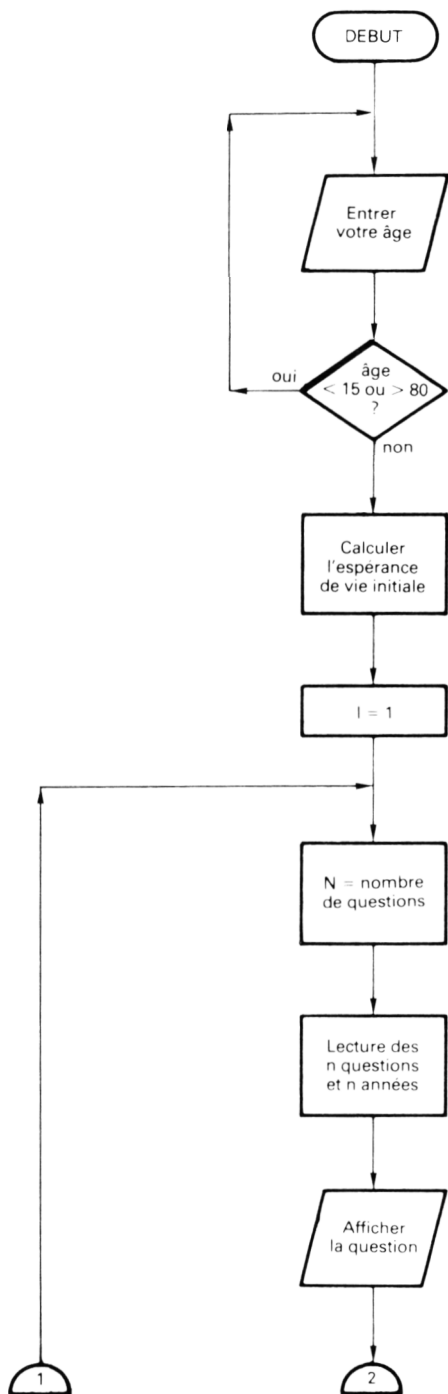 DEBUT
Entrer
votre âge
oui
âge
< 15 ou > 80
?
non
Calculer
l'espérance
de vie initiale
I = 1
N = nombre
de questions
Lecture des
n questions
et n années
Afficher
la question
1
2